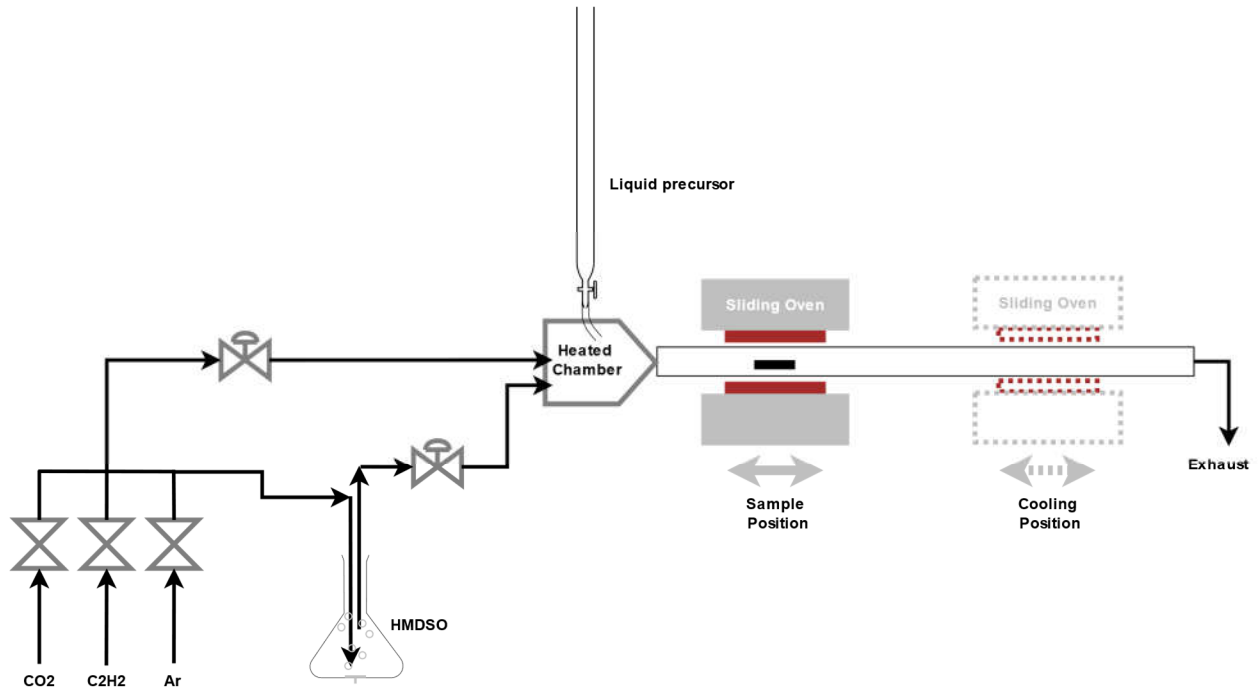 Liquid precursor
Sliding Oven
Sliding Oven
Heated
Chamber
Exhaust
Sample
Position
Cooling
Position
HMDSO
CO2
C2H2
Ar